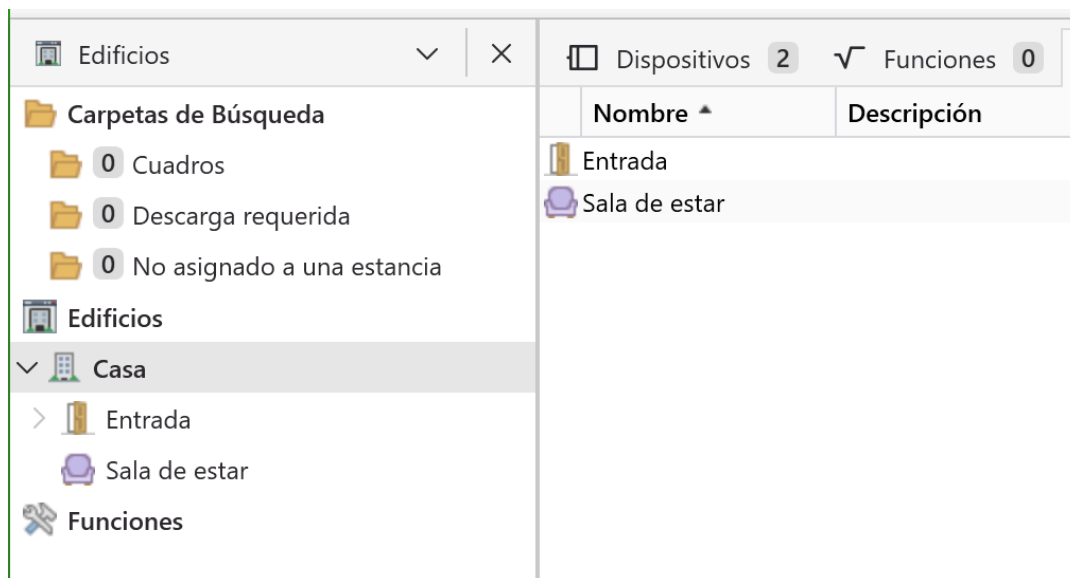 Edificios
Carpetas de Búsqueda
0 Cuadros
0 Descarga requerida
0 No asignado a una estancia
Edificios
Casa
Entrada
Sala de estar
Funciones
Dispositivos 2 Funciones 0
Nombre Descripción
Entrada
Sala de estar